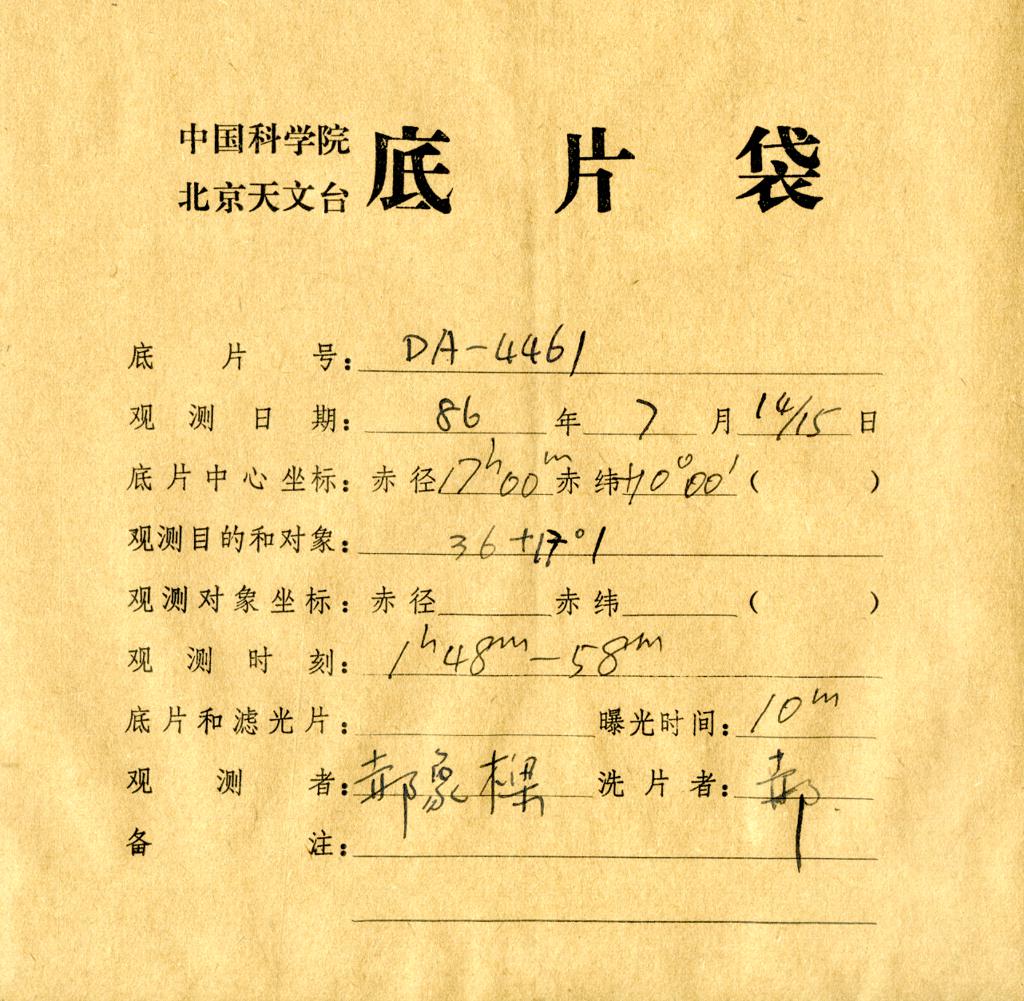 中国科学院
北京天文台 底片袋
底片号: DA-4461
观测日期: 86 年 7 月 14/15 日
底片中心坐标: 赤径 17h00m 赤纬 +10°00' ( )
观测目的和对象: 36 +17°1
观测对象坐标: 赤径 赤纬 ( )
观测时刻: 1h48m-58m
底片和滤光片: 曝光时间: 10m
观测者: 郝象樑 洗片者: 郝
备注: